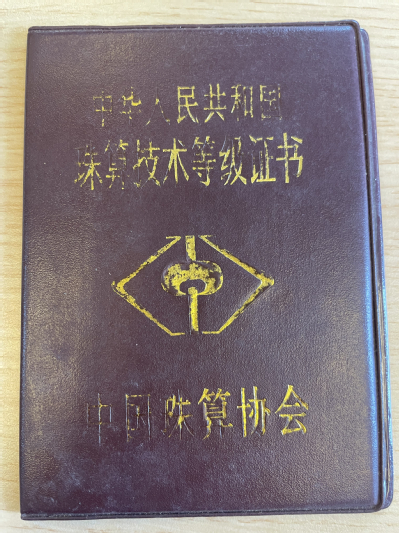 中华人民共和国
珠算技术等级证书
中国珠算协会